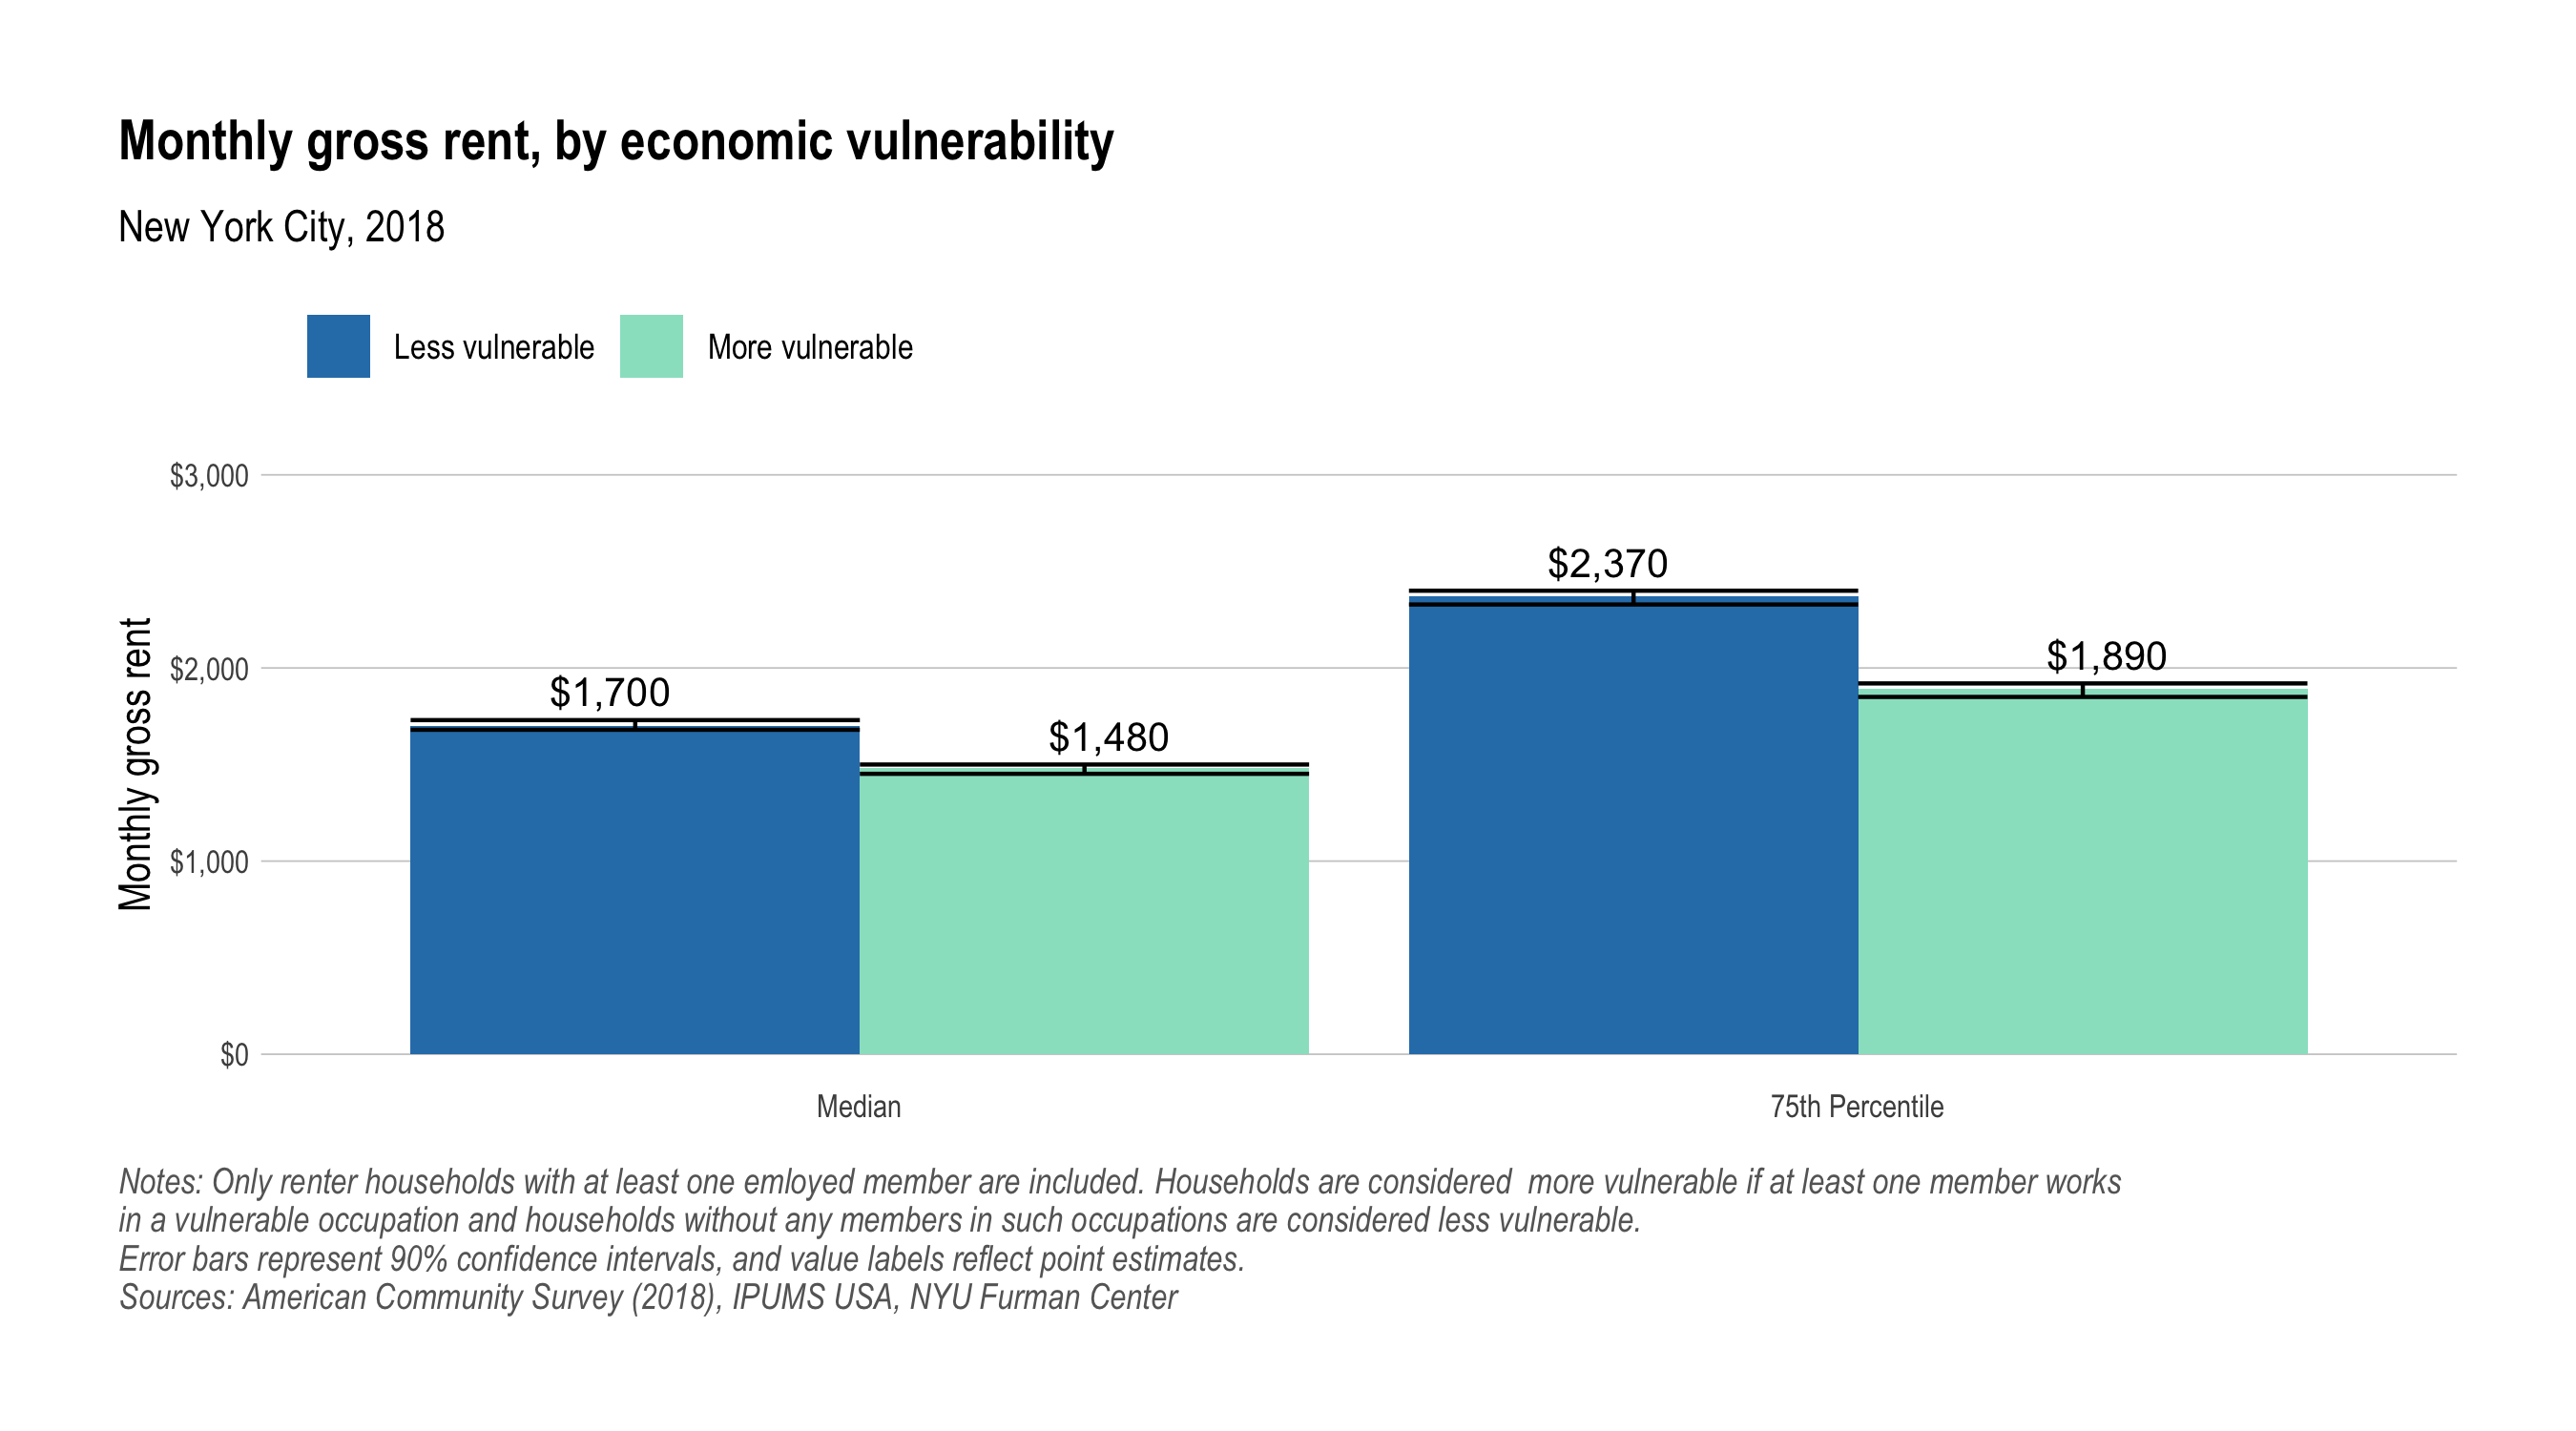 Monthly gross rent, by economic vulnerability
New York City, 2018
Less vulnerable
More vulnerable
Monthly gross rent
$3,000
$2,000
$1,000
$0
$1,700
$1,480
$2,370
$1,890
Median
75th Percentile
Notes: Only renter households with at least one emloyed member are included. Households are considered  more vulnerable if at least one member works
in a vulnerable occupation and households without any members in such occupations are considered less vulnerable.
Error bars represent 90% confidence intervals, and value labels reflect point estimates.
Sources: American Community Survey (2018), IPUMS USA, NYU Furman Center